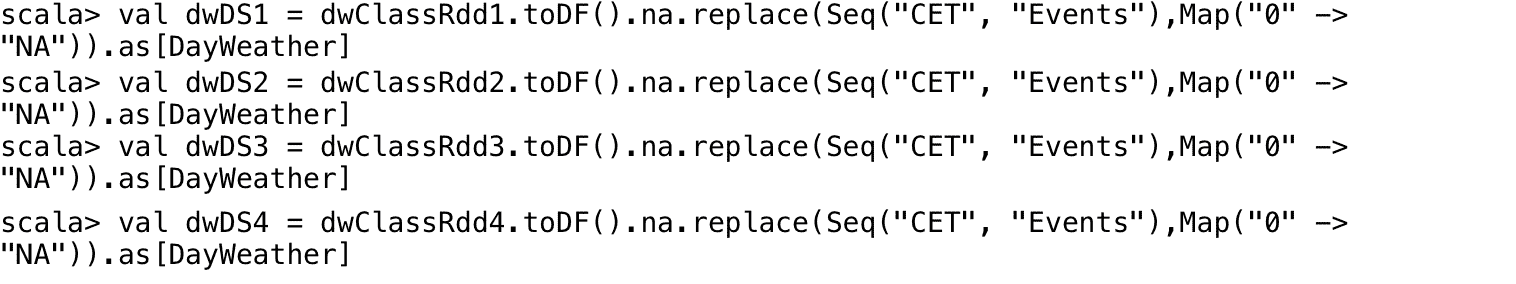 scala> val dwDS1 = dwClassRdd1.toDF().na.replace(Seq("CET", "Events"),Map("0" ->
"NA")).as[DayWeather]
scala> val dwDS2 = dwClassRdd2.toDF().na.replace(Seq("CET", "Events"),Map("0" ->
"NA")).as[DayWeather]
scala> val dwDS3 = dwClassRdd3.toDF().na.replace(Seq("CET", "Events"),Map("0" ->
"NA")).as[DayWeather]
scala> val dwDS4 = dwClassRdd4.toDF().na.replace(Seq("CET", "Events"),Map("0" ->
"NA")).as[DayWeather]